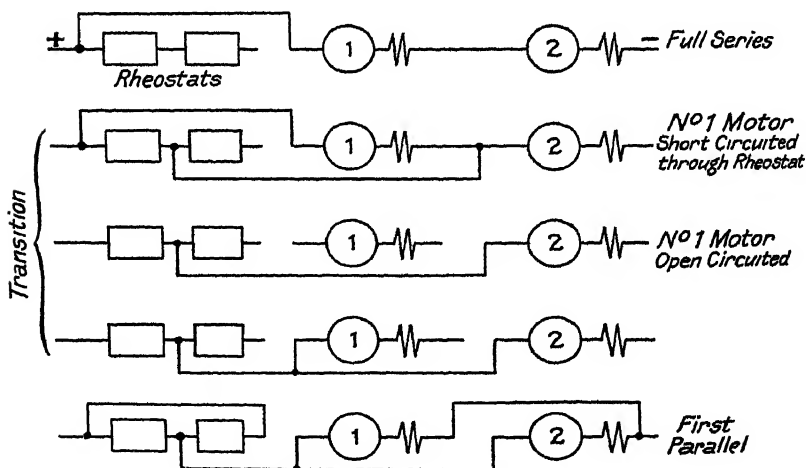 + 1 2 – Full Series
Rheostats
1 2 Nº 1 Motor
Short Circuited
through Rheostat
Transition
1 2 Nº 1 Motor
Open Circuited
1 2
1 2 First
Parallel